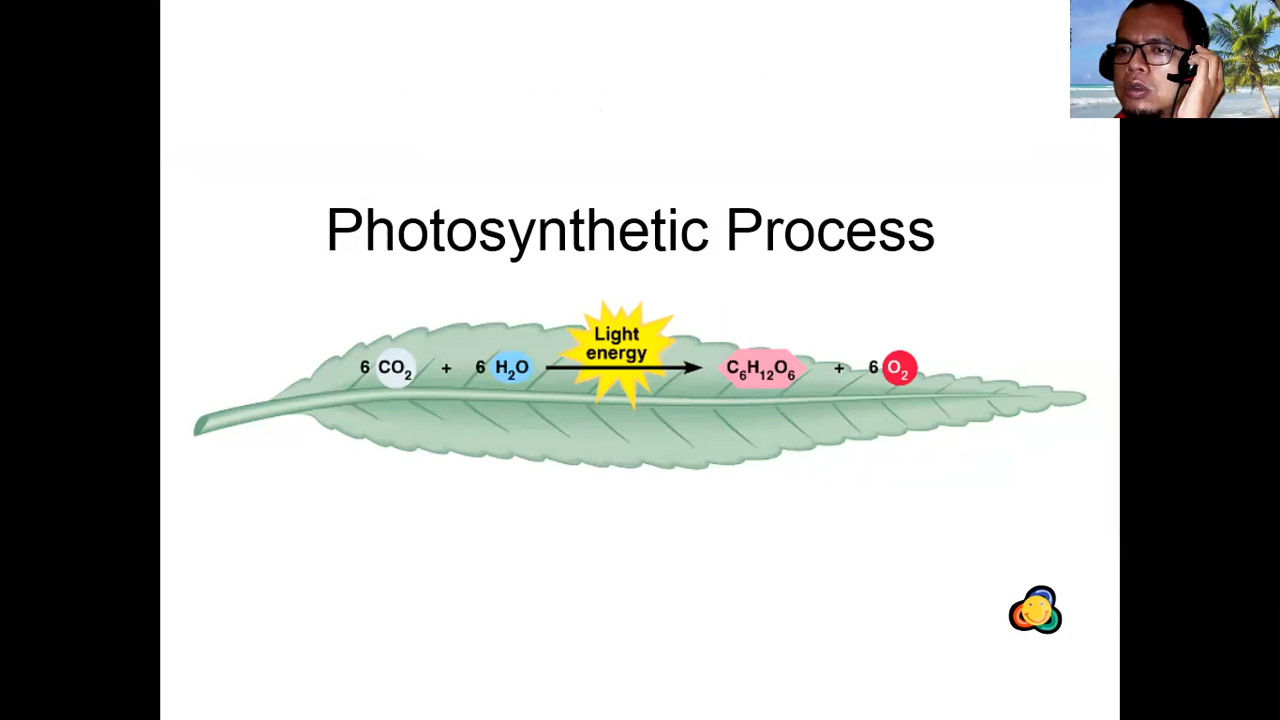 Photosynthetic Process
Light
energy
6 CO₂ + 6 H₂O C₆H₁₂O₆ + 6 O₂